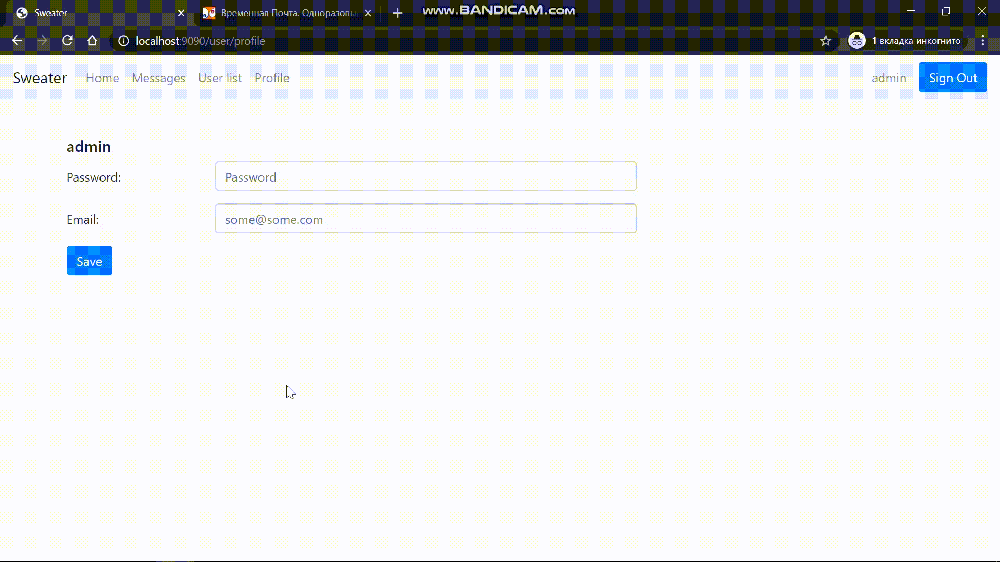 Sweater
Временная Почта. Одноразовы
www.BANDICAM.com
localhost:9090/user/profile
1 вкладка инкогнито
Sweater Home Messages User list Profile admin Sign Out
admin
Password: Password
Email: some@some.com
Save